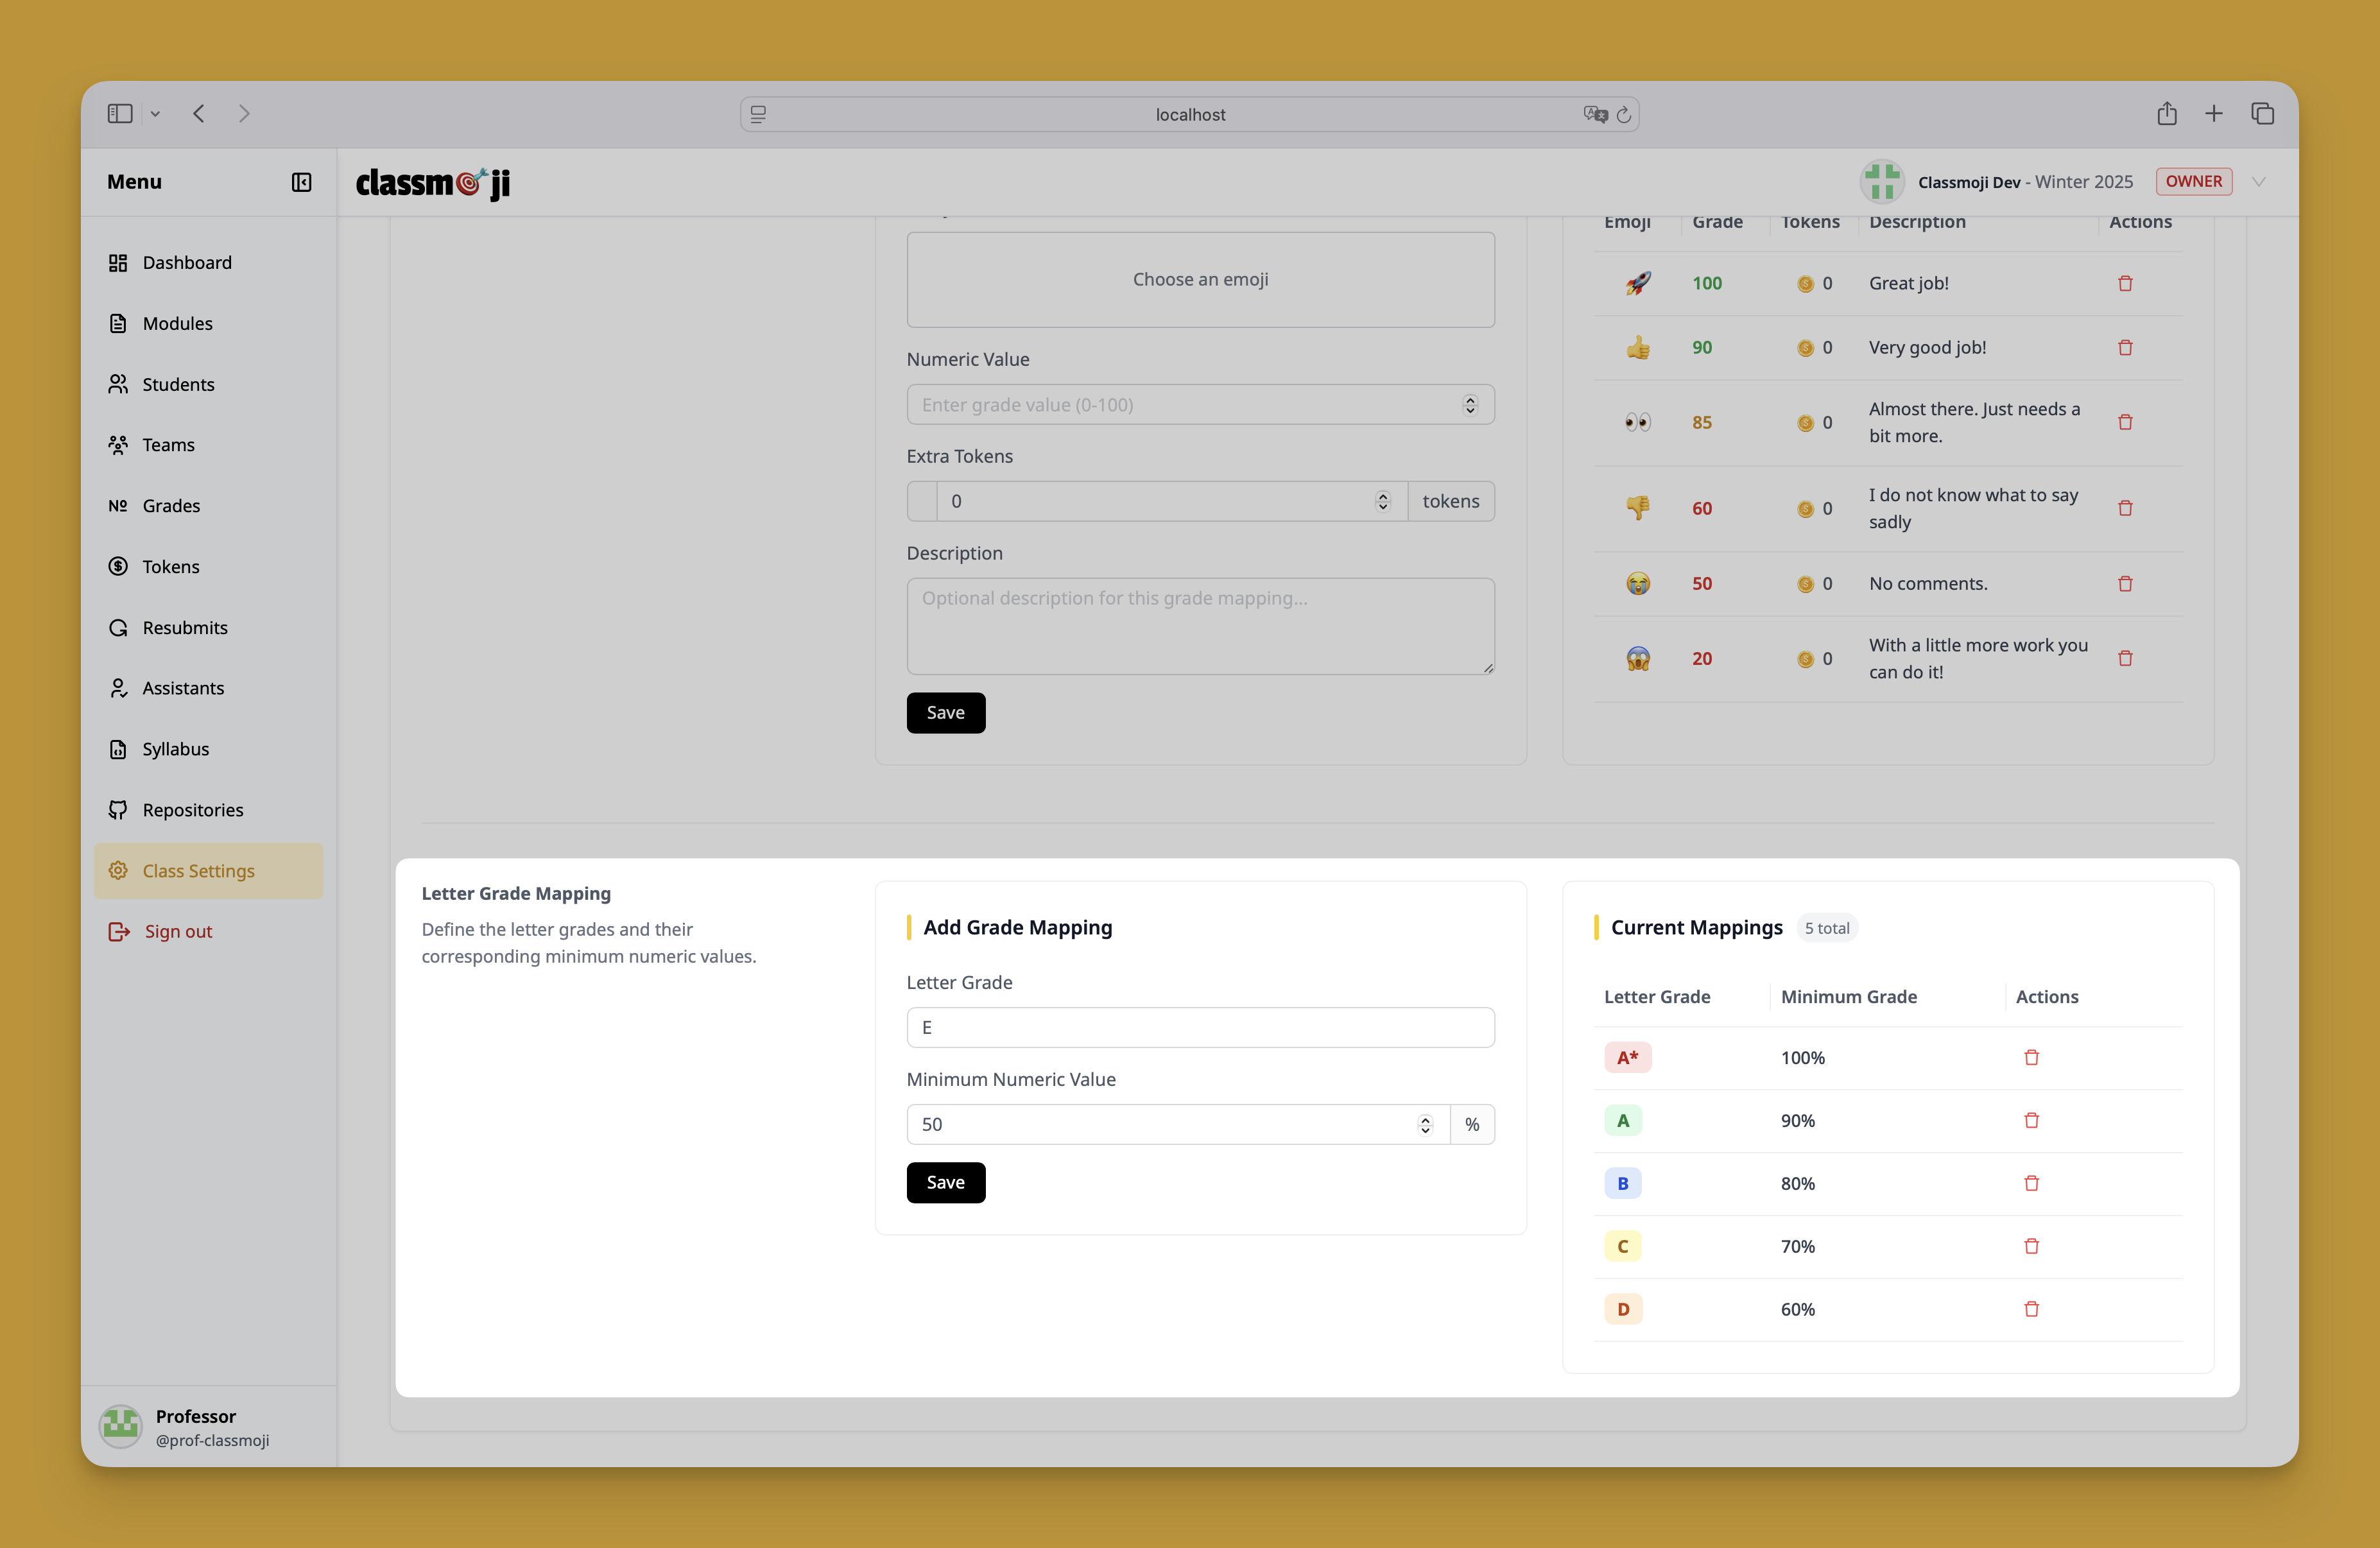 localhost
Menu
classmoji
Classmoji Dev - Winter 2025
OWNER
Dashboard
Modules
Students
Teams
Nº Grades
Tokens
Resubmits
Assistants
Syllabus
Repositories
Class Settings
Sign out
Professor
@prof-classmoji
Choose an emoji
Numeric Value
Enter grade value (0-100)
Extra Tokens
0 tokens
Description
Optional description for this grade mapping...
Save
Emoji Grade Tokens Description Actions
100 0 Great job!
90 0 Very good job!
85 0 Almost there. Just needs a
bit more.
60 0 I do not know what to say
sadly
50 0 No comments.
20 0 With a little more work you
can do it!
Letter Grade Mapping
Define the letter grades and their
corresponding minimum numeric values.
Add Grade Mapping
Letter Grade
E
Minimum Numeric Value
50 %
Save
Current Mappings 5 total
Letter Grade Minimum Grade Actions
A* 100%
A 90%
B 80%
C 70%
D 60%